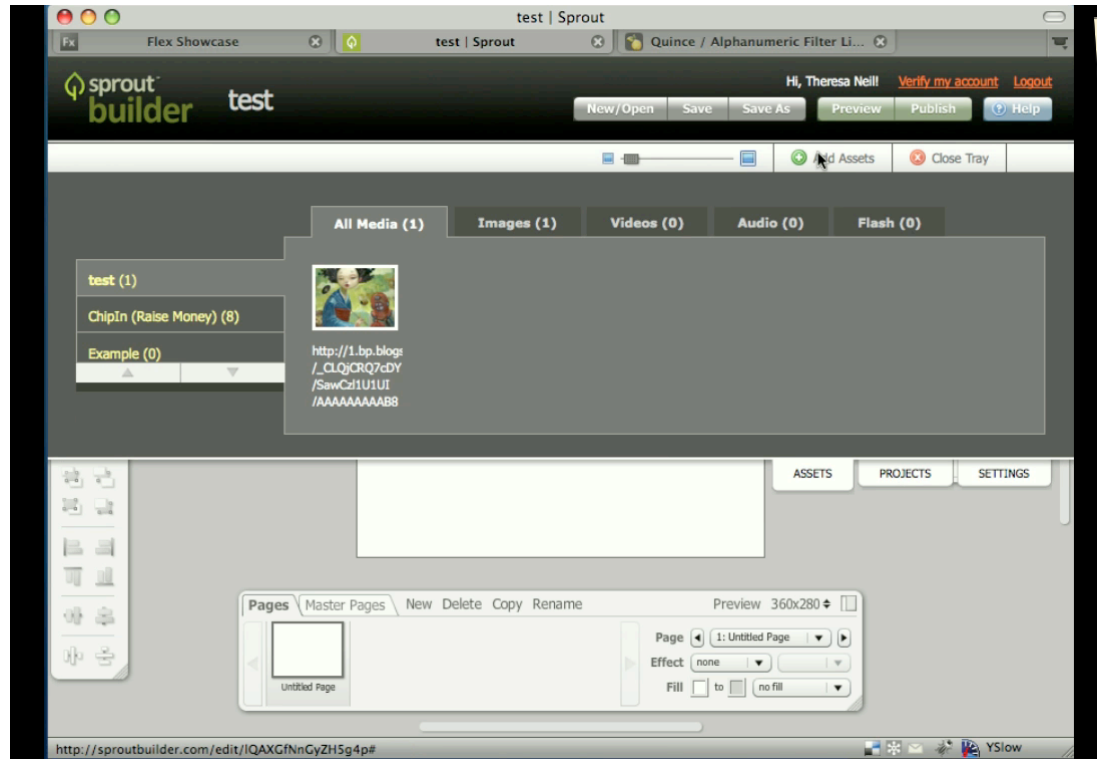 test | Sprout
Fx Flex Showcase test | Sprout Quince / Alphanumeric Filter Li...
sprout builder test
Hi, Theresa Neill Verify my account Logout
New/Open Save Save As Preview Publish ? Help
Add Assets Close Tray
All Media (1) Images (1) Videos (0) Audio (0) Flash (0)
test (1)
ChipIn (Raise Money) (8)
Example (0)
http://1.bp.blogs
/_CLQjCRQ7cDY
/SawCzl1U1UI
/AAAAAAAAAB8
ASSETS PROJECTS SETTINGS
Pages Master Pages New Delete Copy Rename Preview 360x280
Page 1: Untitled Page
Effect none
Fill to no fill
Untitled Page
http://sproutbuilder.com/edit/lQAXGfNnGyZH5g4p# YSlow